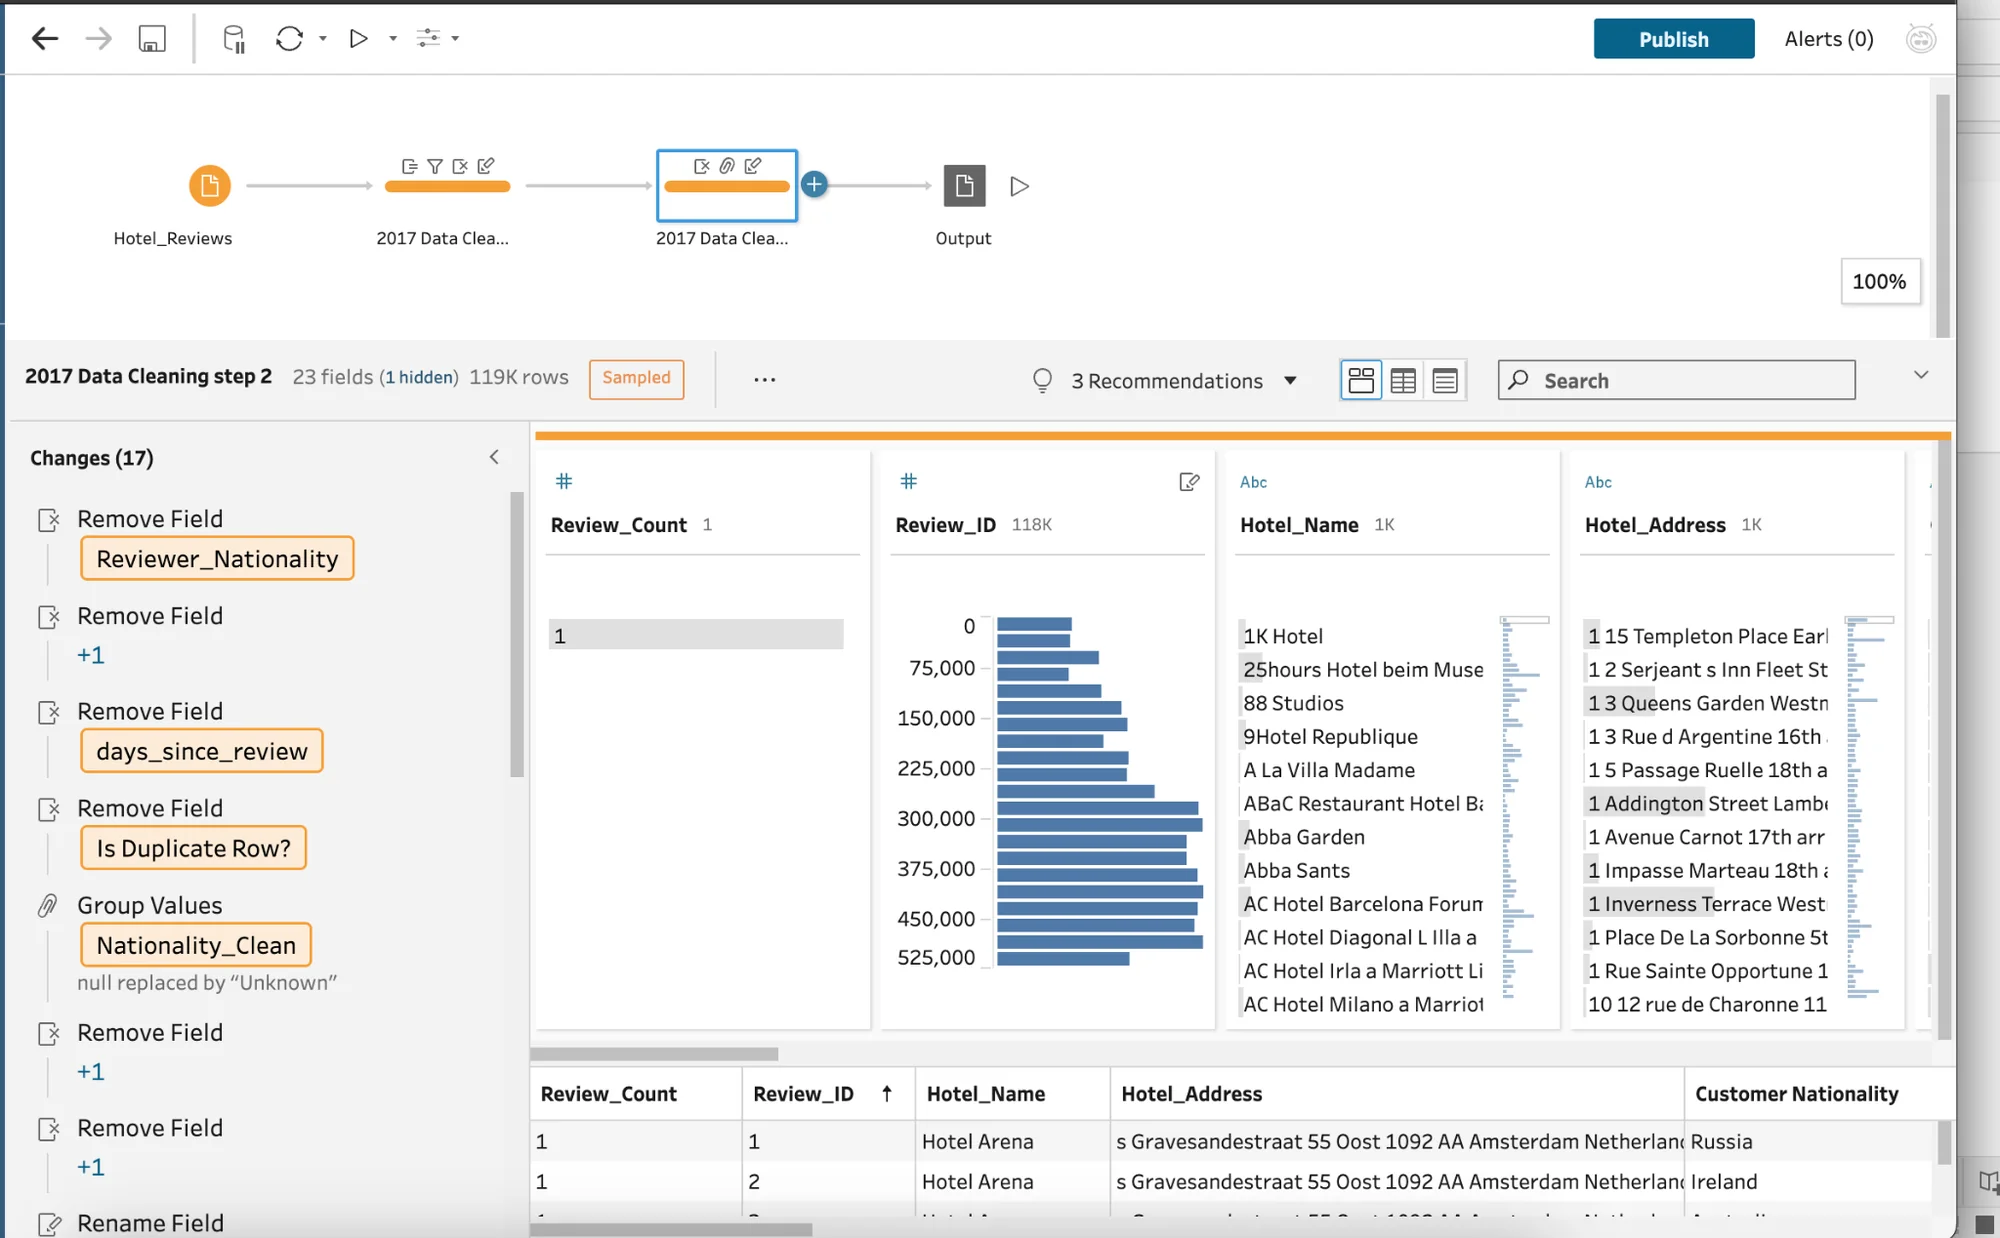 Publish
Alerts (0)
Hotel_Reviews
2017 Data Clea...
2017 Data Clea...
Output
100%
2017 Data Cleaning step 2 23 fields (1 hidden) 119K rows Sampled
3 Recommendations
Search
Changes (17)
Remove Field
Reviewer_Nationality
Remove Field
+1
Remove Field
days_since_review
Remove Field
Is Duplicate Row?
Group Values
Nationality_Clean
null replaced by “Unknown”
Remove Field
+1
Remove Field
+1
Rename Field
#
Review_Count 1
1
#
Review_ID 118K
0
75,000
150,000
225,000
300,000
375,000
450,000
525,000
Abc
Hotel_Name 1K
1K Hotel
25hours Hotel beim Muse
88 Studios
9Hotel Republique
A La Villa Madame
ABaC Restaurant Hotel Ba
Abba Garden
Abba Sants
AC Hotel Barcelona Forum
AC Hotel Diagonal L Illa a
AC Hotel Irla a Marriott Li
AC Hotel Milano a Marriot
Abc
Hotel_Address 1K
1 15 Templeton Place Earl
1 2 Serjeant s Inn Fleet St
1 3 Queens Garden Westn
1 3 Rue d Argentine 16th
1 5 Passage Ruelle 18th a
1 Addington Street Lambe
1 Avenue Carnot 17th arr
1 Impasse Marteau 18th a
1 Inverness Terrace West
1 Place De La Sorbonne 5t
1 Rue Sainte Opportune 1
10 12 rue de Charonne 11
Review_Count Review_ID Hotel_Name Hotel_Address Customer Nationality
1 1 Hotel Arena s Gravesandestraat 55 Oost 1092 AA Amsterdam Netherland Russia
1 2 Hotel Arena s Gravesandestraat 55 Oost 1092 AA Amsterdam Netherland Ireland